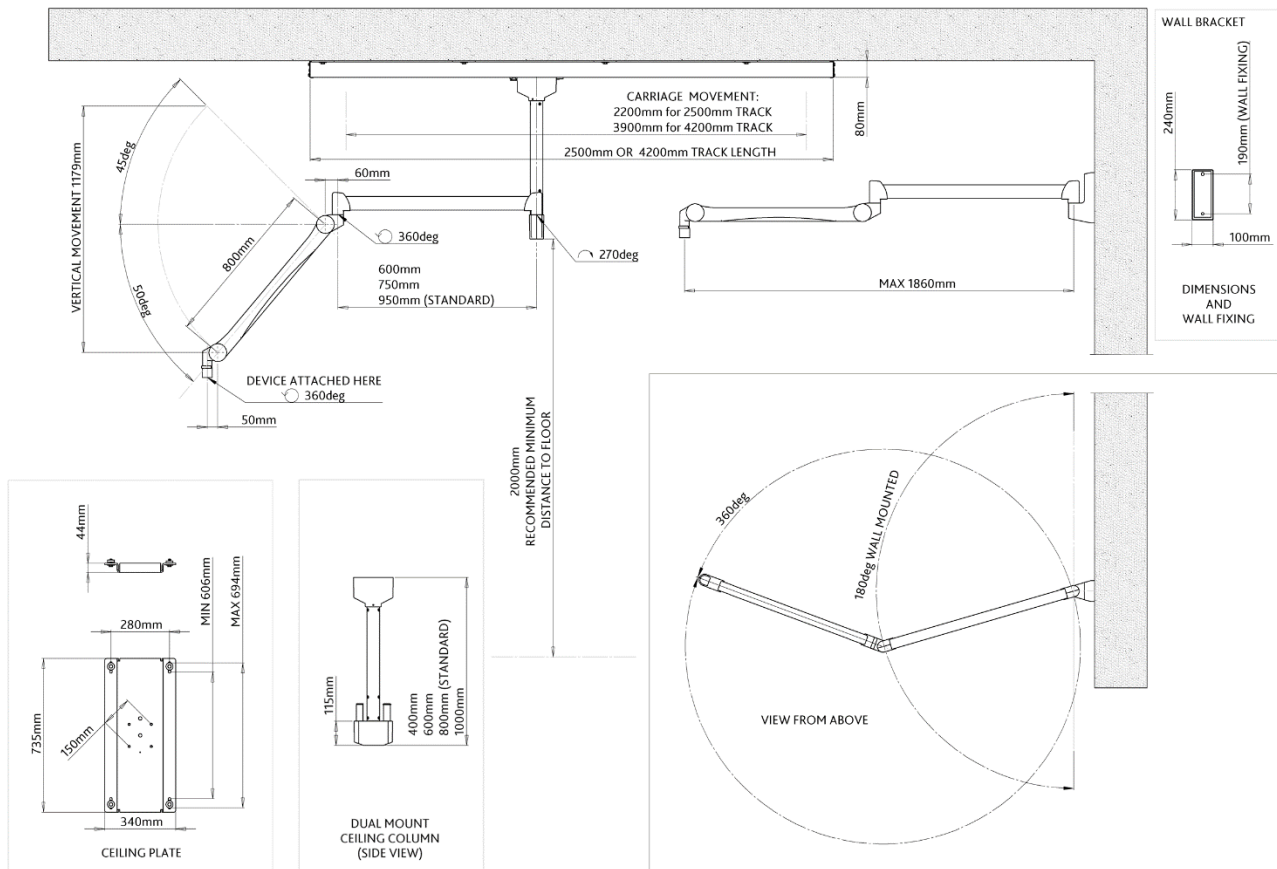 CARRIAGE MOVEMENT:
2200mm for 2500mm TRACK
3900mm for 4200mm TRACK
2500mm OR 4200mm TRACK LENGTH
80mm
VERTICAL MOVEMENT 1179mm
45deg
50deg
60mm
800mm
360deg
270deg
600mm
750mm
950mm (STANDARD)
DEVICE ATTACHED HERE
360deg
50mm
MAX 1860mm
2000mm
RECOMMENDED MINIMUM
DISTANCE TO FLOOR
WALL BRACKET
240mm
190mm (WALL FIXING)
100mm
DIMENSIONS
AND
WALL FIXING
44mm
280mm
MIN 606mm
MAX 694mm
735mm
150mm
340mm
CEILING PLATE
115mm
400mm
600mm
800mm (STANDARD)
1000mm
DUAL MOUNT
CEILING COLUMN
(SIDE VIEW)
360deg
180deg WALL MOUNTED
VIEW FROM ABOVE